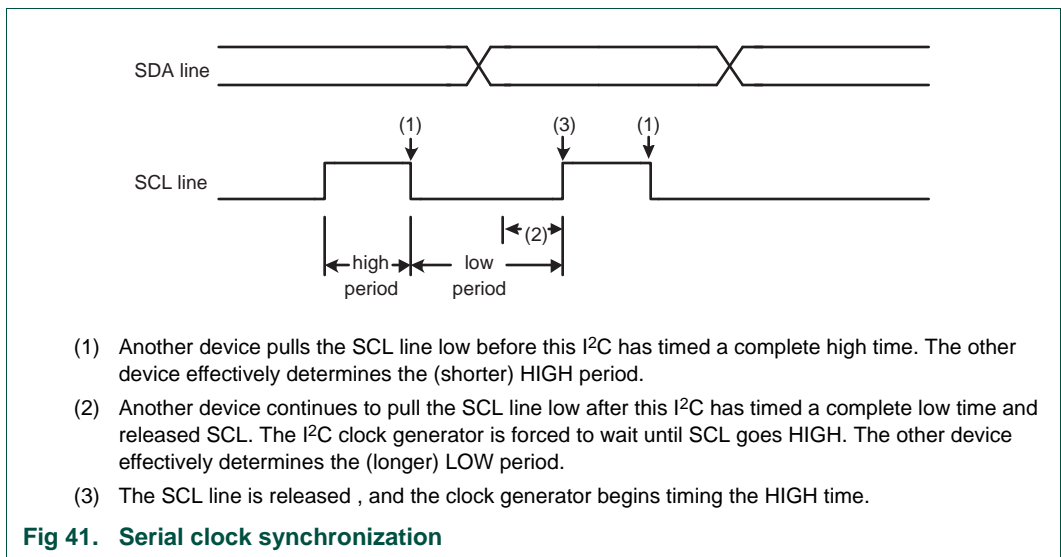 SDA line
(1)
(3)
(1)
SCL line
(2)
high
period
low
period
(1) Another device pulls the SCL line low before this I2C has timed a complete high time. The other
device effectively determines the (shorter) HIGH period.
(2) Another device continues to pull the SCL line low after this I2C has timed a complete low time and
released SCL. The I2C clock generator is forced to wait until SCL goes HIGH. The other device
effectively determines the (longer) LOW period.
(3) The SCL line is released , and the clock generator begins timing the HIGH time.
Fig 41. Serial clock synchronization